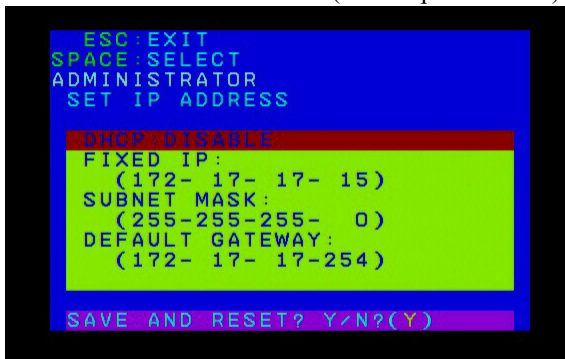 ESC:EXIT
SPACE:SELECT
ADMINISTRATOR
SET IP ADDRESS
DHCP:DISABLE
FIXED IP:
(172- 17- 17- 15)
SUBNET MASK:
(255-255-255- 0)
DEFAULT GATEWAY:
(172- 17- 17-254)
SAVE AND RESET? Y/N?(Y)